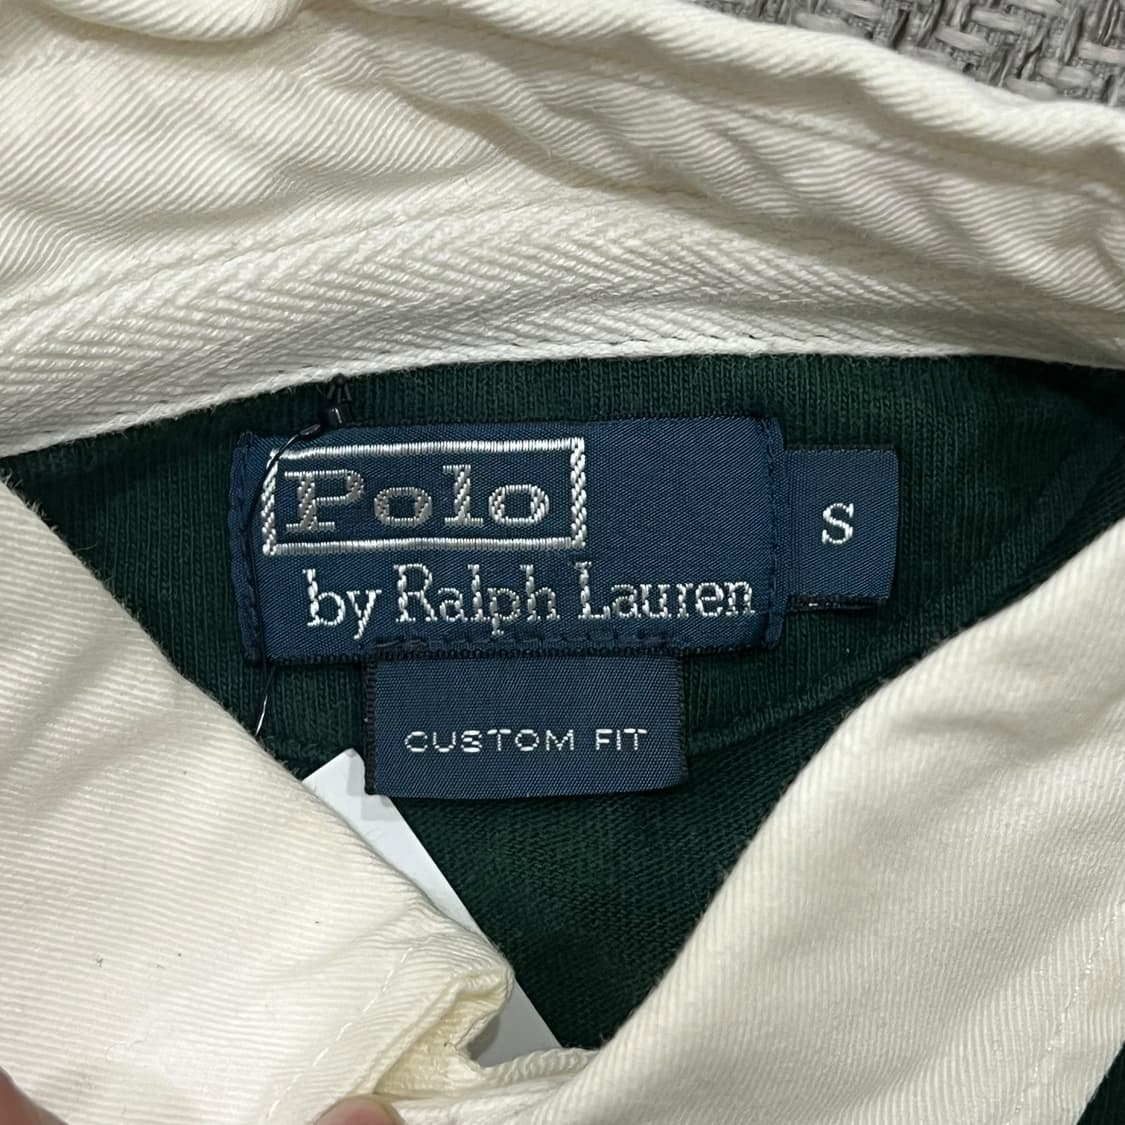 Polo
by Ralph Lauren
S
CUSTOM FIT